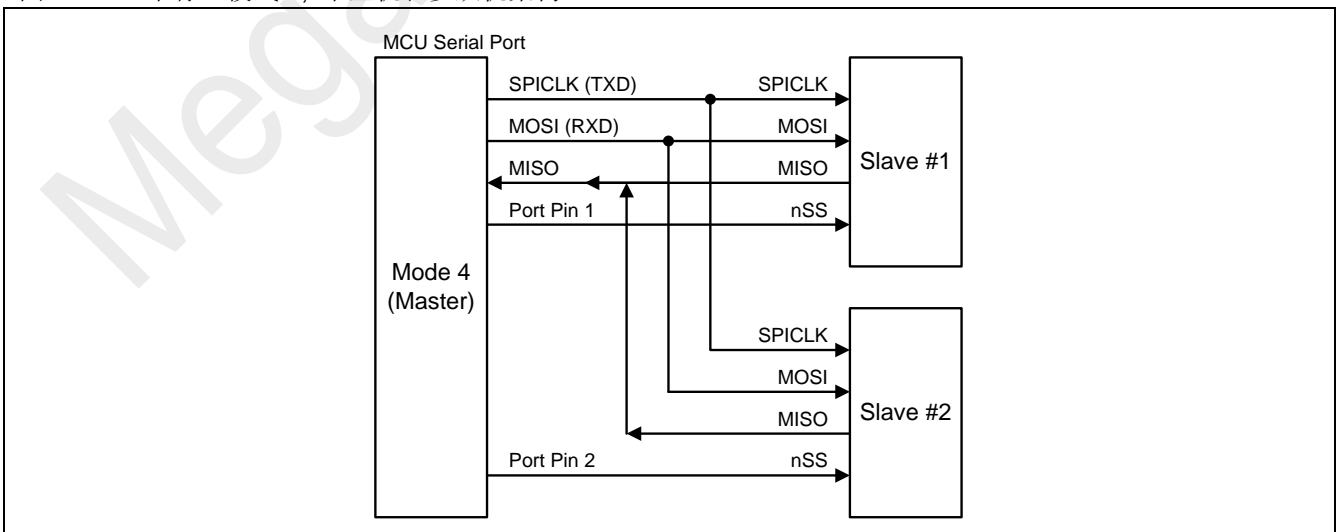 MCU Serial Port
SPICLK (TXD) SPICLK
MOSI (RXD) MOSI
MISO MISO
Port Pin 1 nSS
Slave #1
Mode 4
(Master)
SPICLK
MOSI
MISO
Slave #2
Port Pin 2 nSS